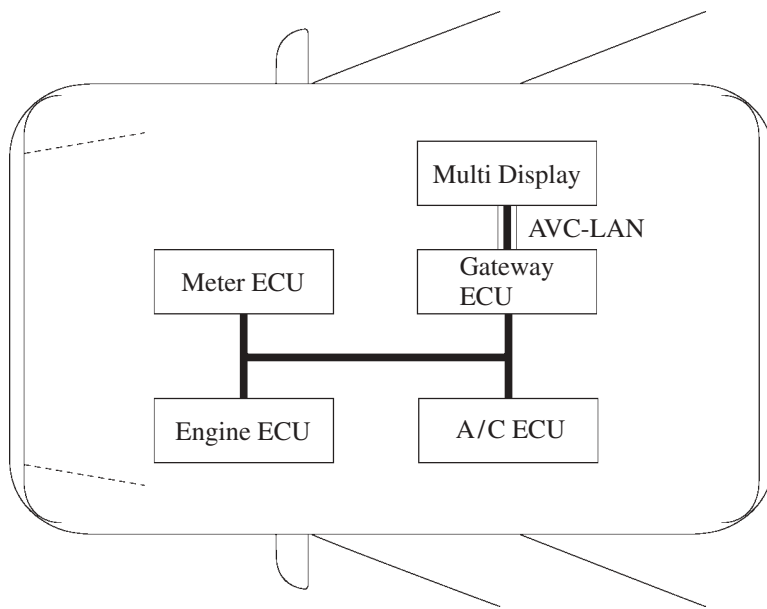 Multi Display
AVC-LAN
Meter ECU
Gateway
ECU
Engine ECU
A/C ECU